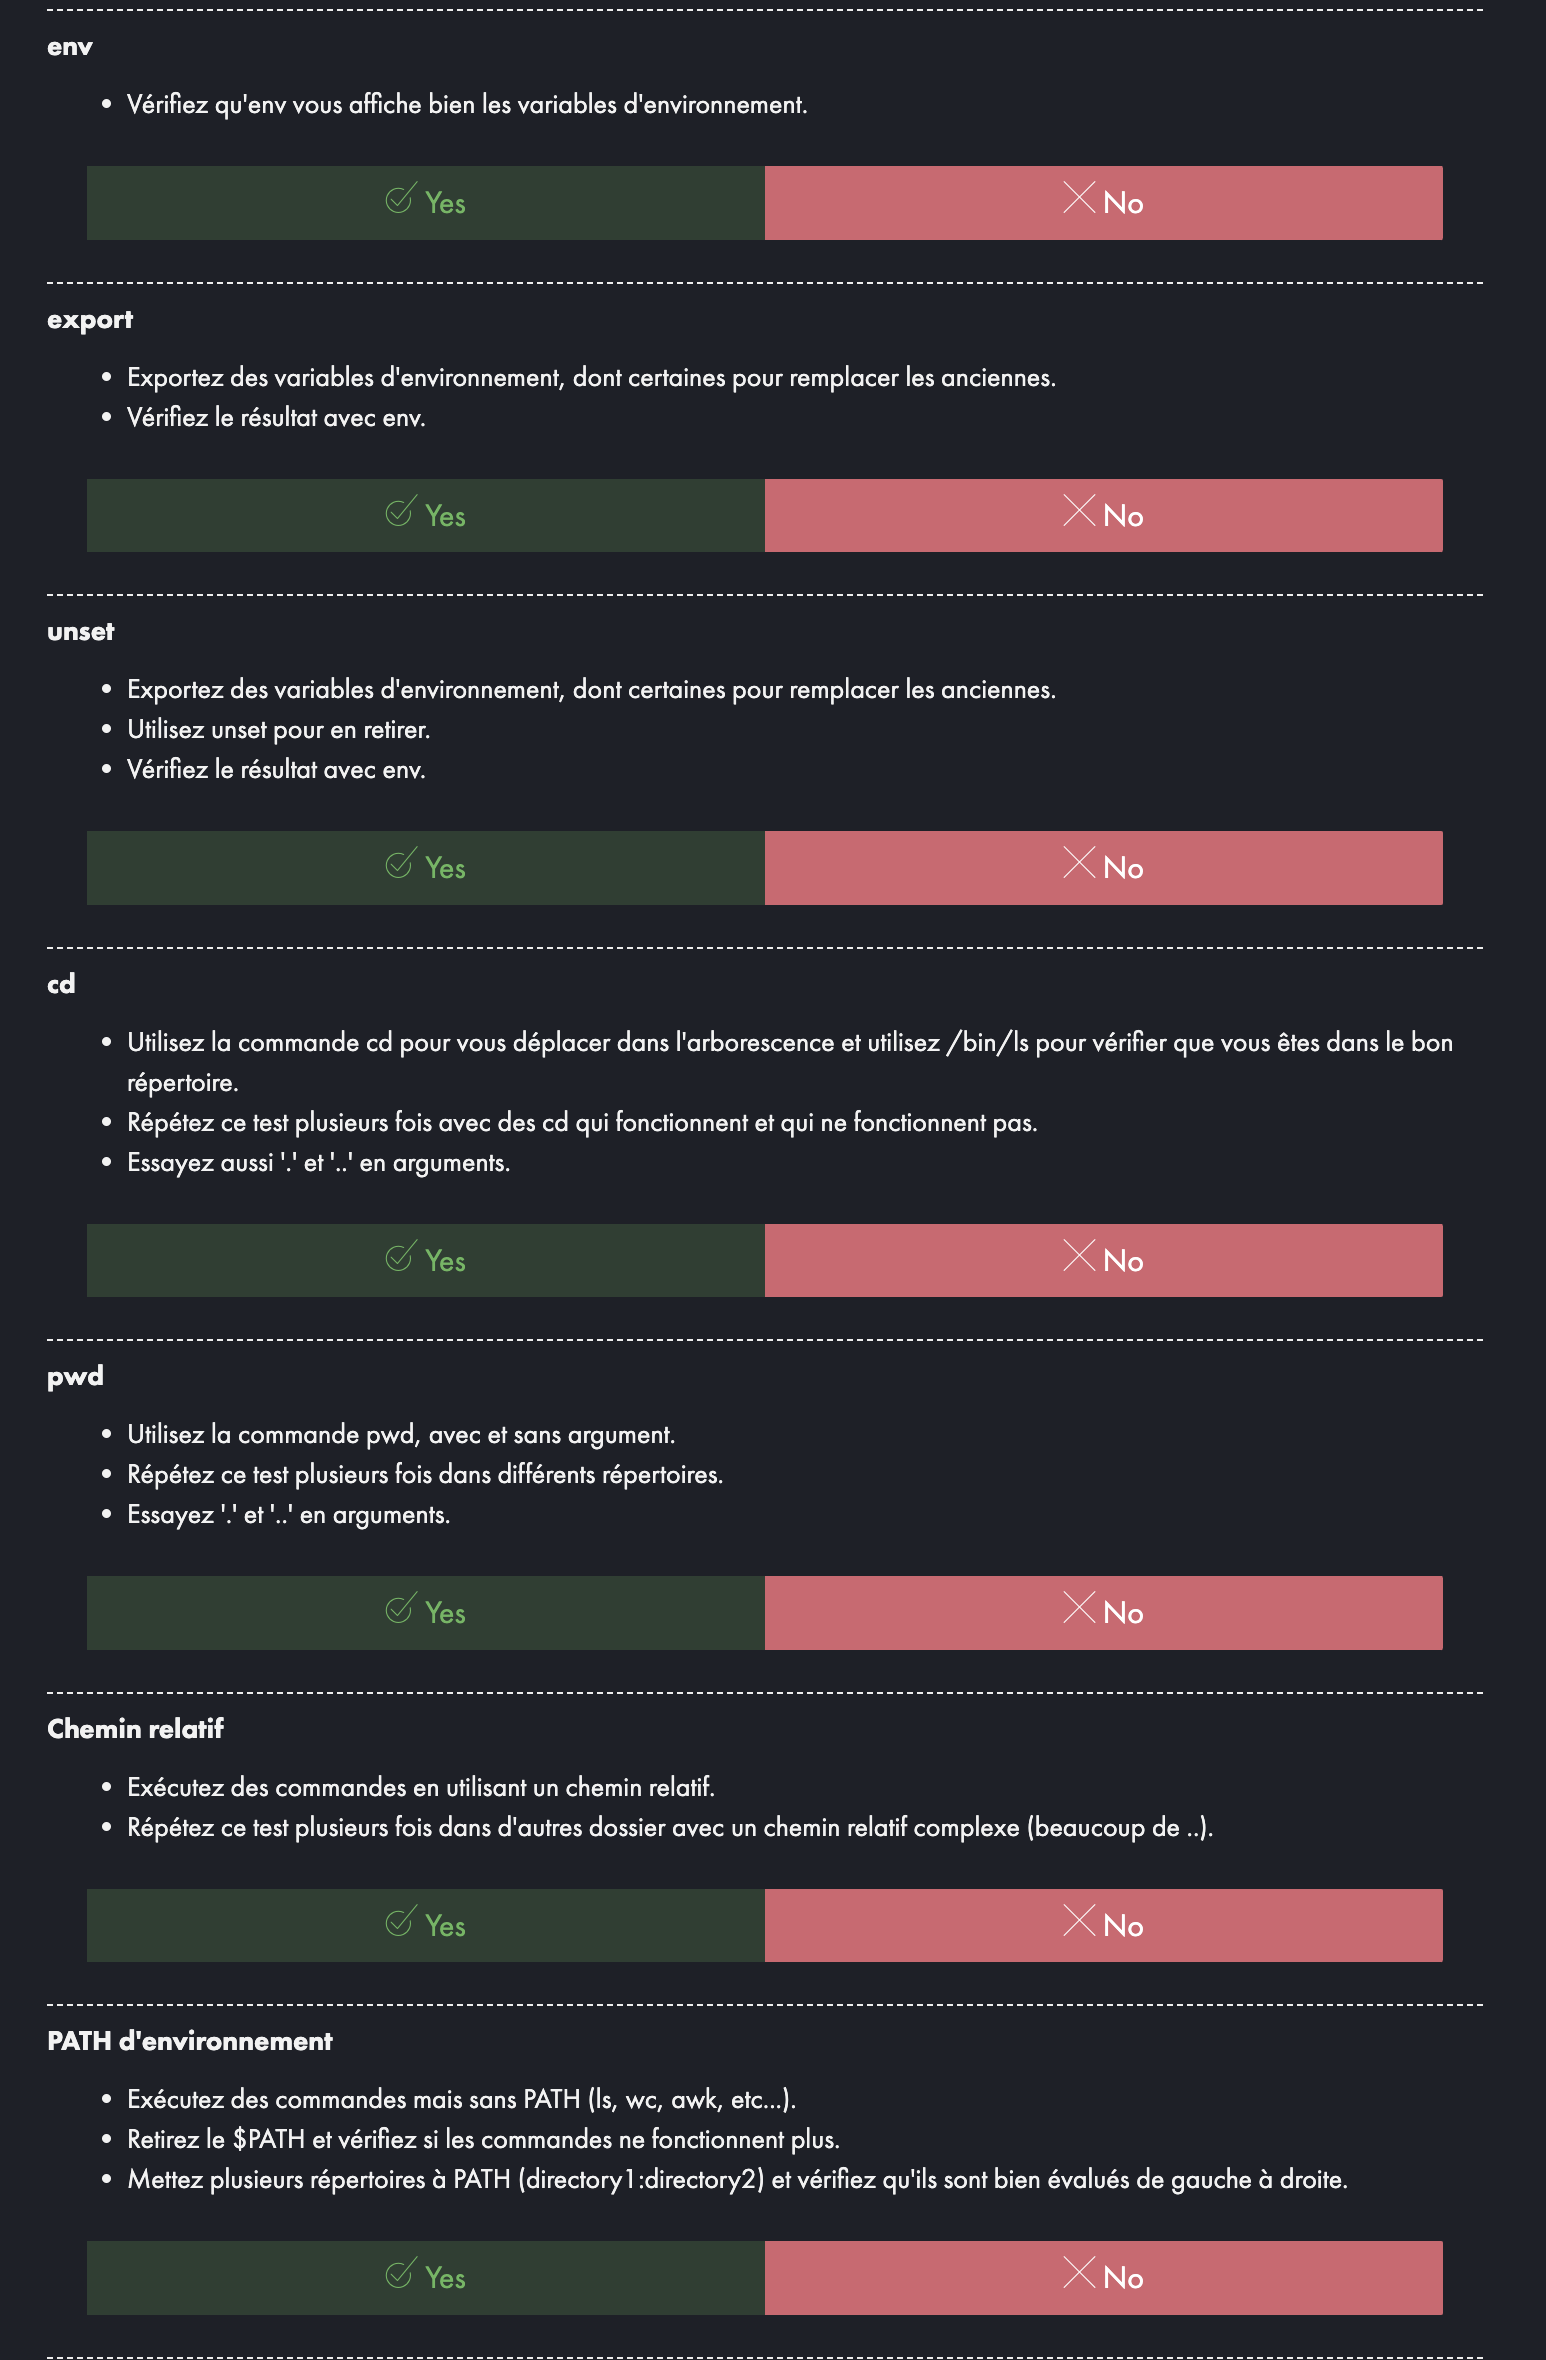 env
• Vérifiez qu'env vous affiche bien les variables d'environnement.
Yes
No
export
• Exportez des variables d'environnement, dont certaines pour remplacer les anciennes.
• Vérifiez le résultat avec env.
Yes
No
unset
• Exportez des variables d'environnement, dont certaines pour remplacer les anciennes.
• Utilisez unset pour en retirer.
• Vérifiez le résultat avec env.
Yes
No
cd
• Utilisez la commande cd pour vous déplacer dans l'arborescence et utilisez /bin/ls pour vérifier que vous êtes dans le bon
répertoire.
• Répétez ce test plusieurs fois avec des cd qui fonctionnent et qui ne fonctionnent pas.
• Essayez aussi '.' et '..' en arguments.
Yes
No
pwd
• Utilisez la commande pwd, avec et sans argument.
• Répétez ce test plusieurs fois dans différents répertoires.
• Essayez '.' et '..' en arguments.
Yes
No
Chemin relatif
• Exécutez des commandes en utilisant un chemin relatif.
• Répétez ce test plusieurs fois dans d'autres dossier avec un chemin relatif complexe (beaucoup de ..).
Yes
No
PATH d'environnement
• Exécutez des commandes mais sans PATH (ls, wc, awk, etc...).
• Retirez le $PATH et vérifiez si les commandes ne fonctionnent plus.
• Mettez plusieurs répertoires à PATH (directory1:directory2) et vérifiez qu'ils sont bien évalués de gauche à droite.
Yes
No